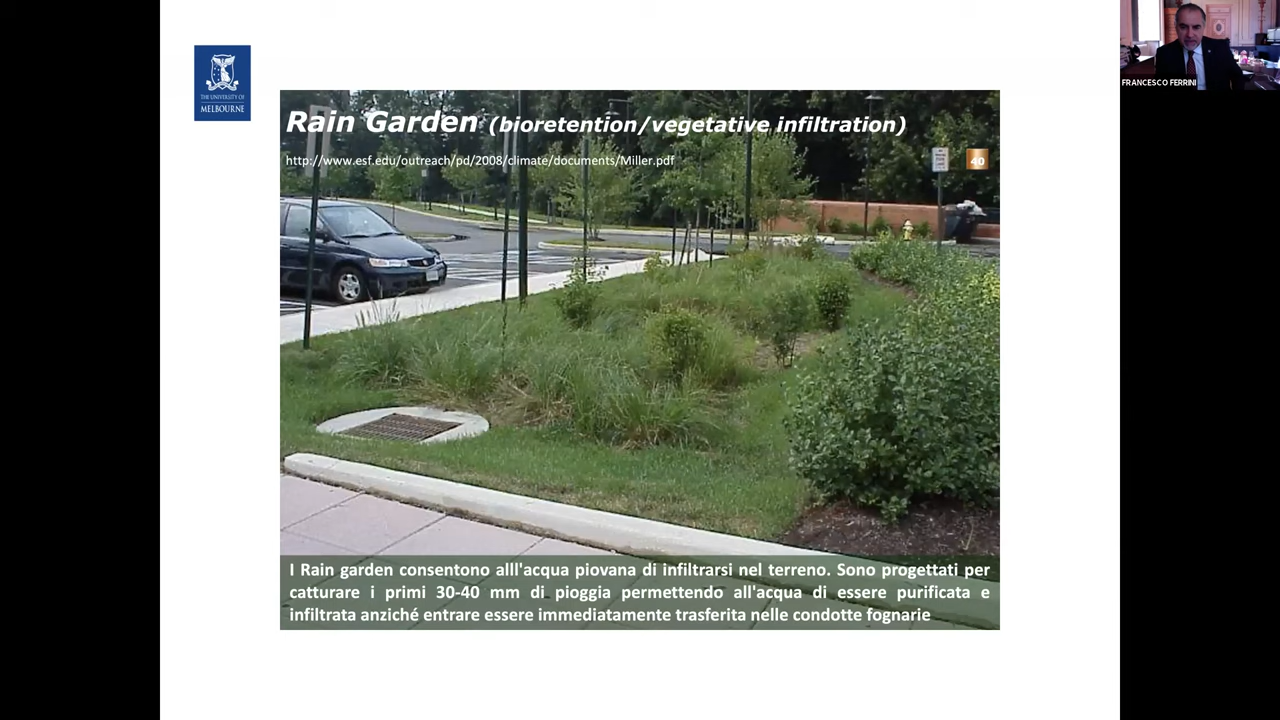 THE UNIVERSITY OF
MELBOURNE
FRANCESCO FERRINI
Rain Garden (bioretention/vegetative infiltration)
http://www.esf.edu/outreach/pd/2008/climate/documents/Miller.pdf
40
I Rain garden consentono alll'acqua piovana di infiltrarsi nel terreno. Sono progettati per
catturare i primi 30-40 mm di pioggia permettendo all'acqua di essere purificata e
infiltrata anziché entrare essere immediatamente trasferita nelle condotte fognarie